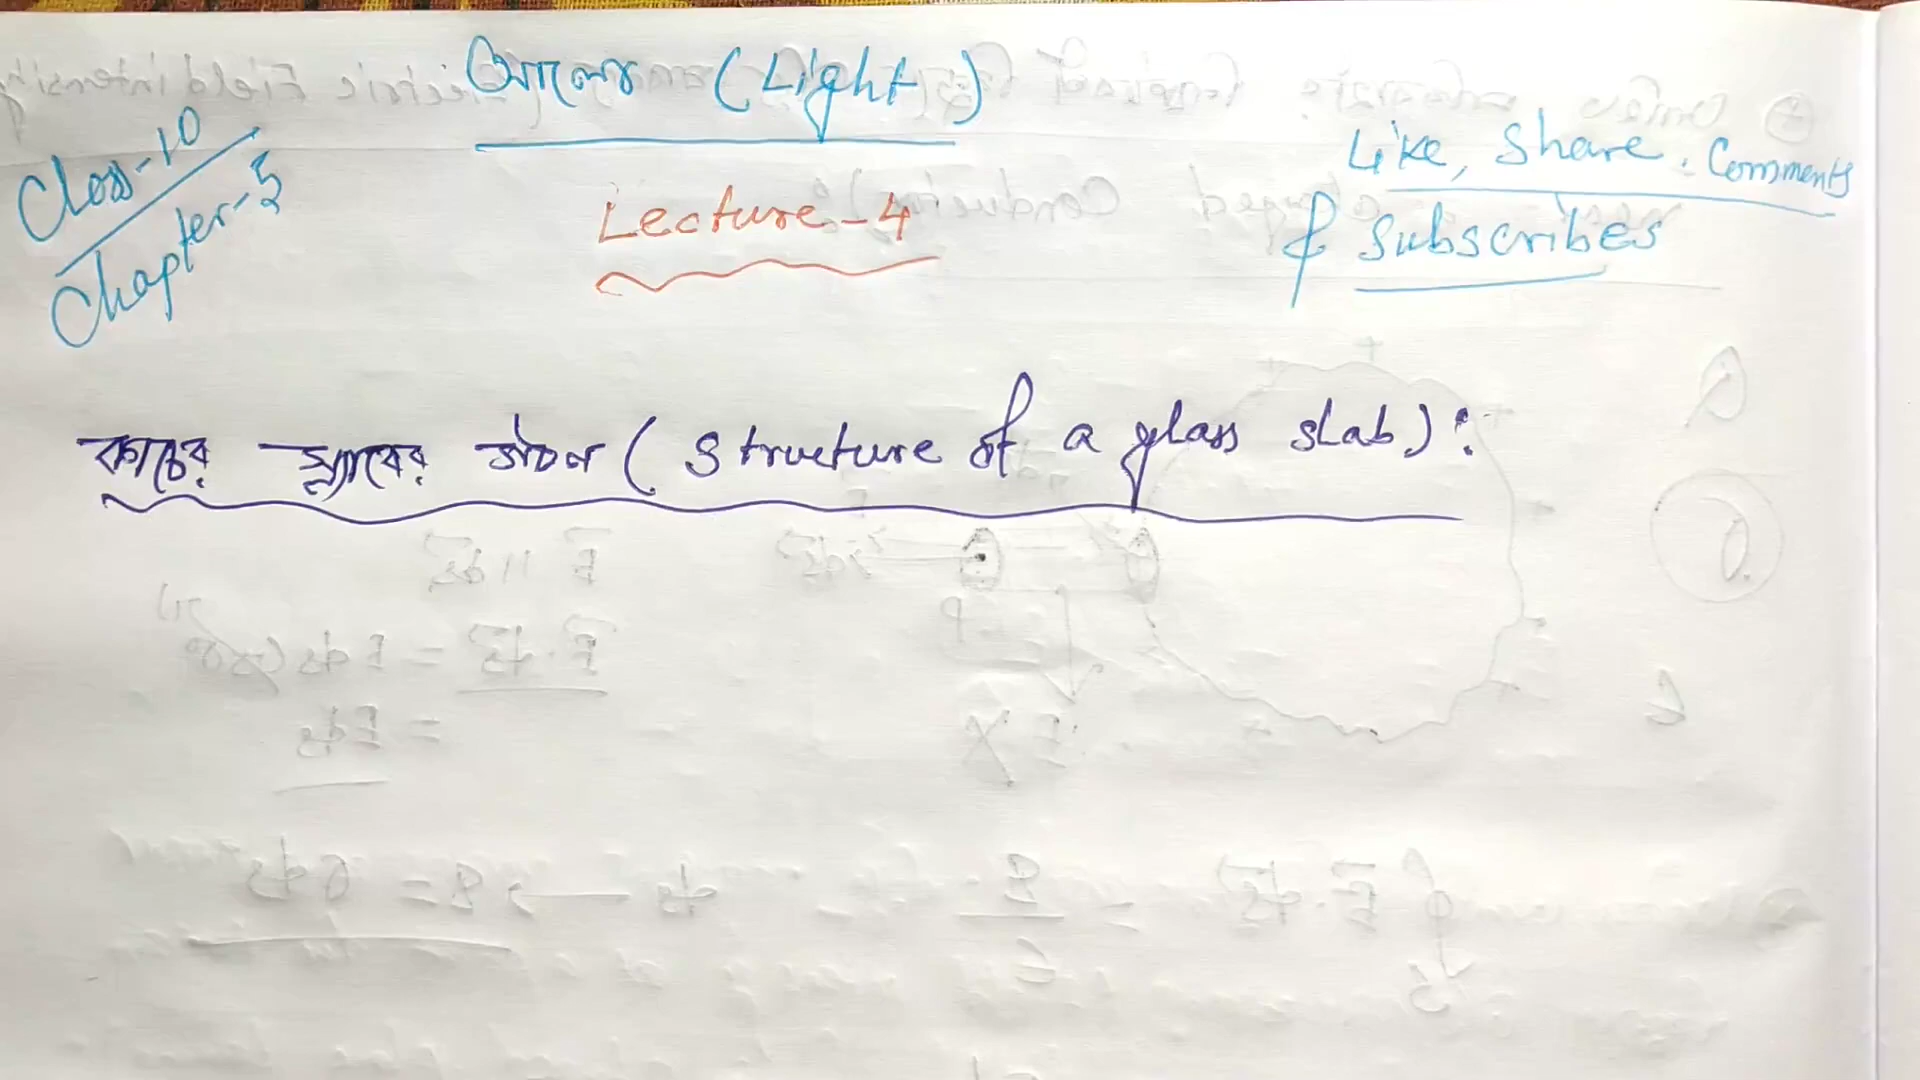 আলো (Light)
Class-10
Chapter-5
Lecture-4
Like, Share, Comments
& Subscribes
কাচের স্ল্যাবের গঠন (Structure of a glass slab):